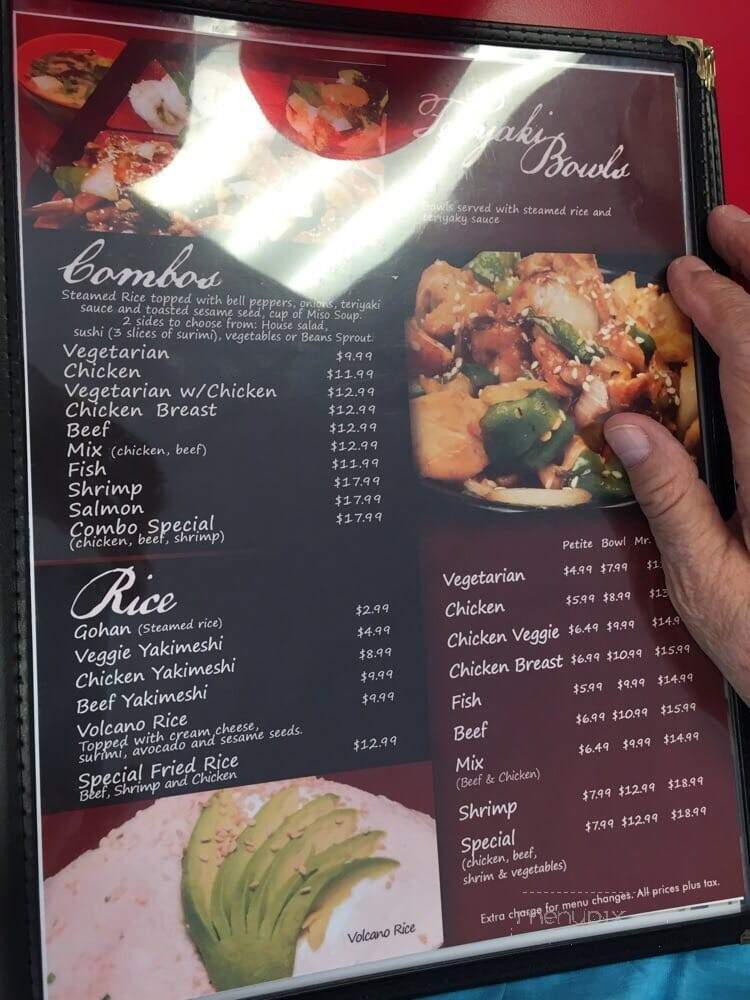 Teriyaki
Bowls
Bowls served with steamed rice and
teriyaky sauce
Combos
Steamed Rice topped with bell peppers, onions, teriyaki
sauce and toasted sesame seed, cup of Miso Soup.
2 sides to choose from: House salad,
sushi (3 slices of surimi), vegetables or Beans Sprout.
Vegetarian $9.99
Chicken $11.99
Vegetarian w/Chicken $12.99
Chicken Breast $12.99
Beef $12.99
Mix (chicken, beef) $12.99
Fish $11.99
Shrimp $17.99
Salmon $17.99
Combo Special $17.99
(chicken, beef, shrimp)
Rice
Gohan (Steamed rice) $2.99
Veggie Yakimeshi $4.99
Chicken Yakimeshi $8.99
Beef Yakimeshi $9.99
Volcano Rice $9.99
Topped with cream cheese,
surimi, avocado and sesame seeds.
Special Fried Rice $12.99
Beef, Shrimp and Chicken
Volcano Rice
Petite Bowl Mr.
Vegetarian $4.99 $7.99
Chicken $5.99 $8.99
Chicken Veggie $6.49 $9.99 $14.9
Chicken Breast $6.99 $10.99 $15.99
Fish $5.99 $9.99 $14.99
Beef $6.99 $10.99 $15.99
Mix $6.49 $9.99 $14.99
(Beef & Chicken)
Shrimp $7.99 $12.99 $18.99
Special $7.99 $12.99 $18.99
(chicken, beef,
shrim & vegetables)
Extra charge for menu changes. All prices plus tax.
menupix